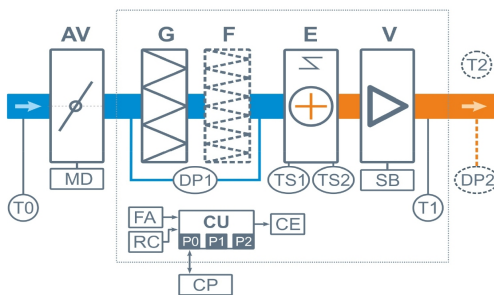 AV G F E V
T2
MD DP1 TS1 TS2 SB DP2
T0 T1
FA CU CE
RC P0 P1 P2
CP